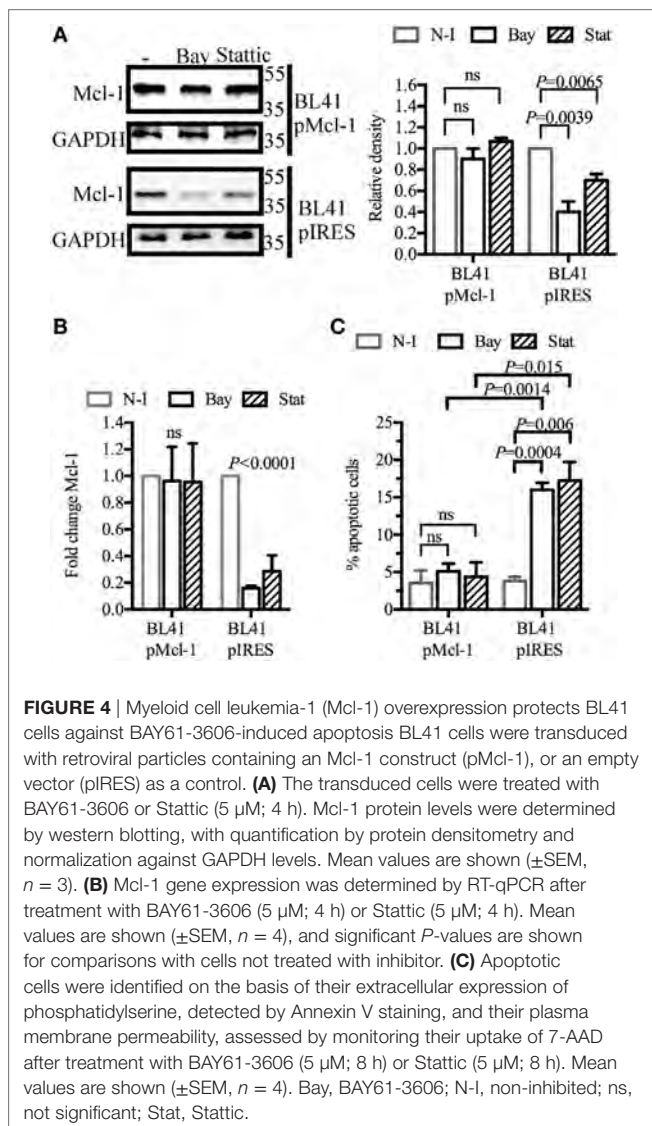 A
- Bay Stattic
Mcl-1
55
35
BL41
pMcl-1
GAPDH
35
Mcl-1
55
35
BL41
pIRES
GAPDH
35
N-I Bay Stat
Relative density
1.4
1.2
1.0
0.8
0.6
0.4
0.2
0.0
ns
ns
P=0.0065
P=0.0039
BL41
pMcl-1
BL41
pIRES
B
N-I Bay Stat
Fold change Mcl-1
1.4
1.2
1.0
0.8
0.6
0.4
0.2
0.0
ns
P<0.0001
BL41
pMcl-1
BL41
pIRES
C
N-I Bay Stat
% apoptotic cells
25
20
15
10
5
0
P=0.015
P=0.0014
P=0.006
P=0.0004
ns
ns
BL41
pMcl-1
BL41
pIRES
FIGURE 4 | Myeloid cell leukemia-1 (Mcl-1) overexpression protects BL41
cells against BAY61-3606-induced apoptosis BL41 cells were transduced
with retroviral particles containing an Mcl-1 construct (pMcl-1), or an empty
vector (pIRES) as a control. (A) The transduced cells were treated with
BAY61-3606 or Stattic (5 μM; 4 h). Mcl-1 protein levels were determined
by western blotting, with quantification by protein densitometry and
normalization against GAPDH levels. Mean values are shown (±SEM,
n = 3). (B) Mcl-1 gene expression was determined by RT-qPCR after
treatment with BAY61-3606 (5 μM; 4 h) or Stattic (5 μM; 4 h). Mean
values are shown (±SEM, n = 4), and significant P-values are shown
for comparisons with cells not treated with inhibitor. (C) Apoptotic
cells were identified on the basis of their extracellular expression of
phosphatidylserine, detected by Annexin V staining, and their plasma
membrane permeability, assessed by monitoring their uptake of 7-AAD
after treatment with BAY61-3606 (5 μM; 8 h) or Stattic (5 μM; 8 h). Mean
values are shown (±SEM, n = 4). Bay, BAY61-3606; N-I, non-inhibited; ns,
not significant; Stat, Stattic.